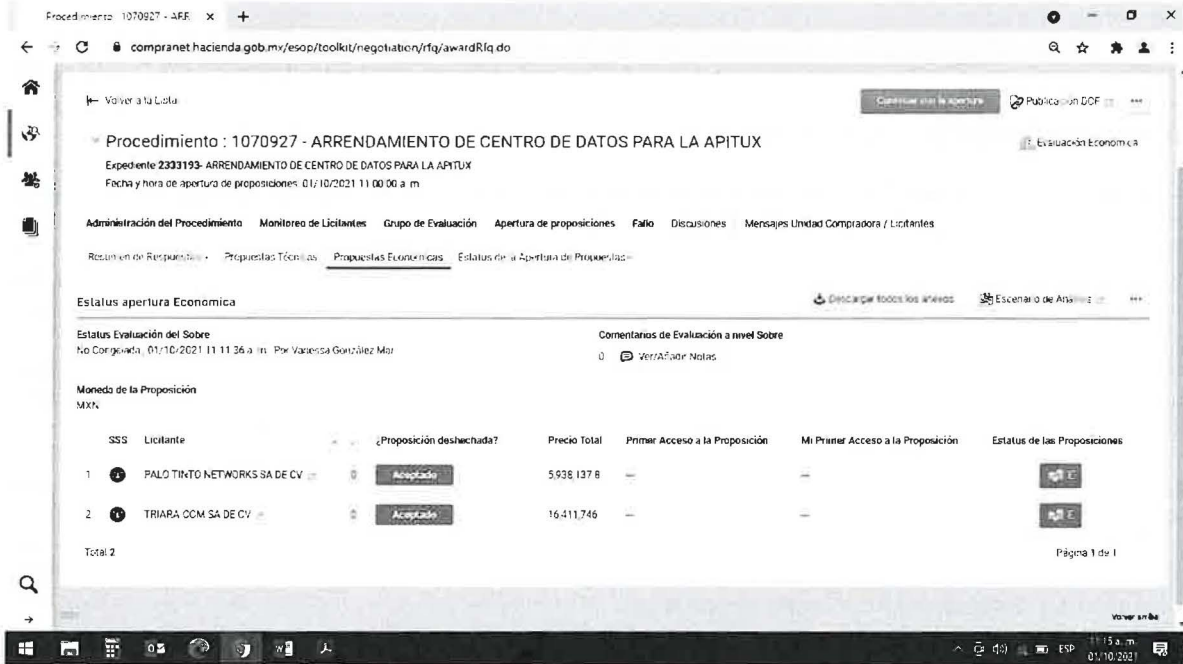 Procedimiento: 1070927 - ARR
compranet.hacienda.gob.mx/esop/toolkit/negotiation/rfq/awardRfq.do
Volver a la Lista
Continuar con la apertura
Publicación DOF
Procedimiento : 1070927 - ARRENDAMIENTO DE CENTRO DE DATOS PARA LA APITUX
Evaluación Económica
Expediente 2333193- ARRENDAMIENTO DE CENTRO DE DATOS PARA LA APITUX
Fecha y hora de apertura de proposiciones: 01/10/2021 11:00:00 a. m.
Administración del Procedimiento Monitoreo de Licitantes Grupo de Evaluación Apertura de proposiciones Fallo Discusiones Mensajes Unidad Compradora / Licitantes
Resumen de Respuestas Propuestas Técnicas Propuestas Económicas Estatus de la Apertura de Propuestas
Estatus apertura Economica
Descargar todos los anexos
Escenario de Análisis
Estatus Evaluación del Sobre
Comentarios de Evaluación a nivel Sobre
No Congelada, 01/10/2021 11:11:36 a. m. Por Vanessa González Mar
0 Ver/Añadir Notas
Moneda de la Proposición
MXN
SSS Licitante ¿Proposición deshechada? Precio Total Primer Acceso a la Proposición Mi Primer Acceso a la Proposición Estatus de las Proposiciones
1 PALO TINTO NETWORKS SA DE CV 0 Aceptado 5,938,137.8 — —
2 TRIARA COM SA DE CV 0 Aceptado 16,411,746 — —
Total 2
Página 1 de 1
Volver arriba
ESP
11:15 a. m.
01/10/2021